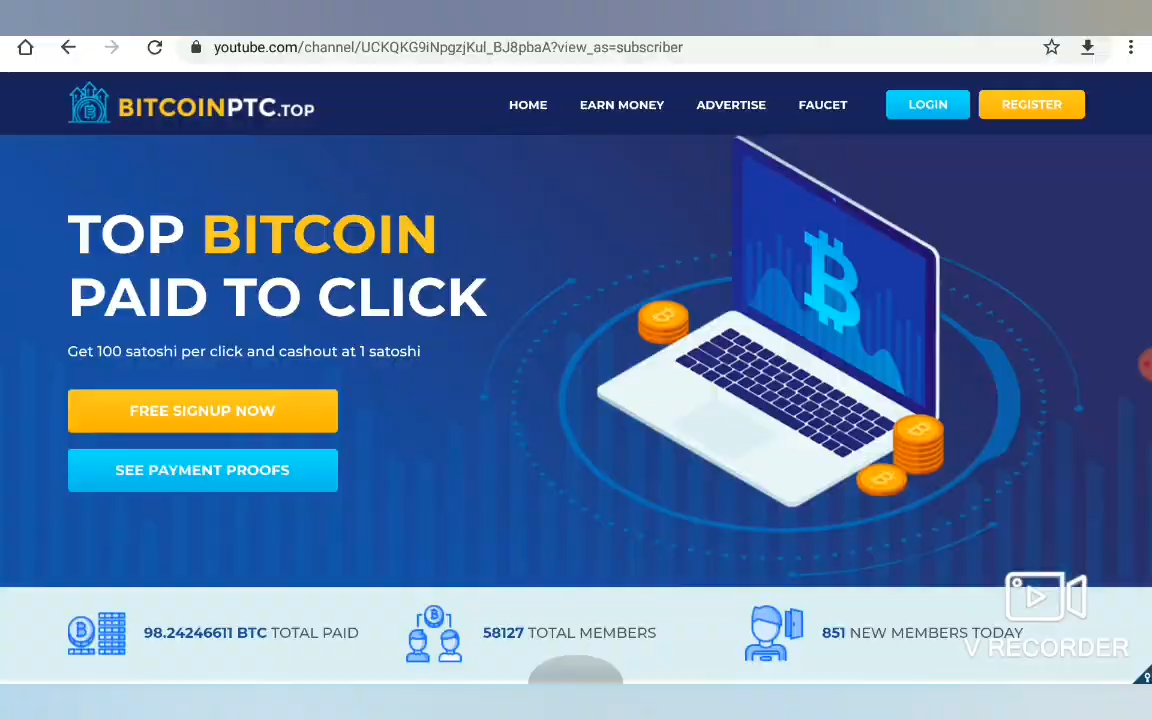 youtube.com/channel/UCKQKG9iNpgzjKul_BJ8pbaA?view_as=subscriber
BITCOINPTC.TOP
HOME EARN MONEY ADVERTISE FAUCET LOGIN REGISTER
TOP BITCOIN
PAID TO CLICK
Get 100 satoshi per click and cashout at 1 satoshi
FREE SIGNUP NOW
SEE PAYMENT PROOFS
98.24246611 BTC TOTAL PAID 58127 TOTAL MEMBERS 851 NEW MEMBERS TODAY
V RECORDER